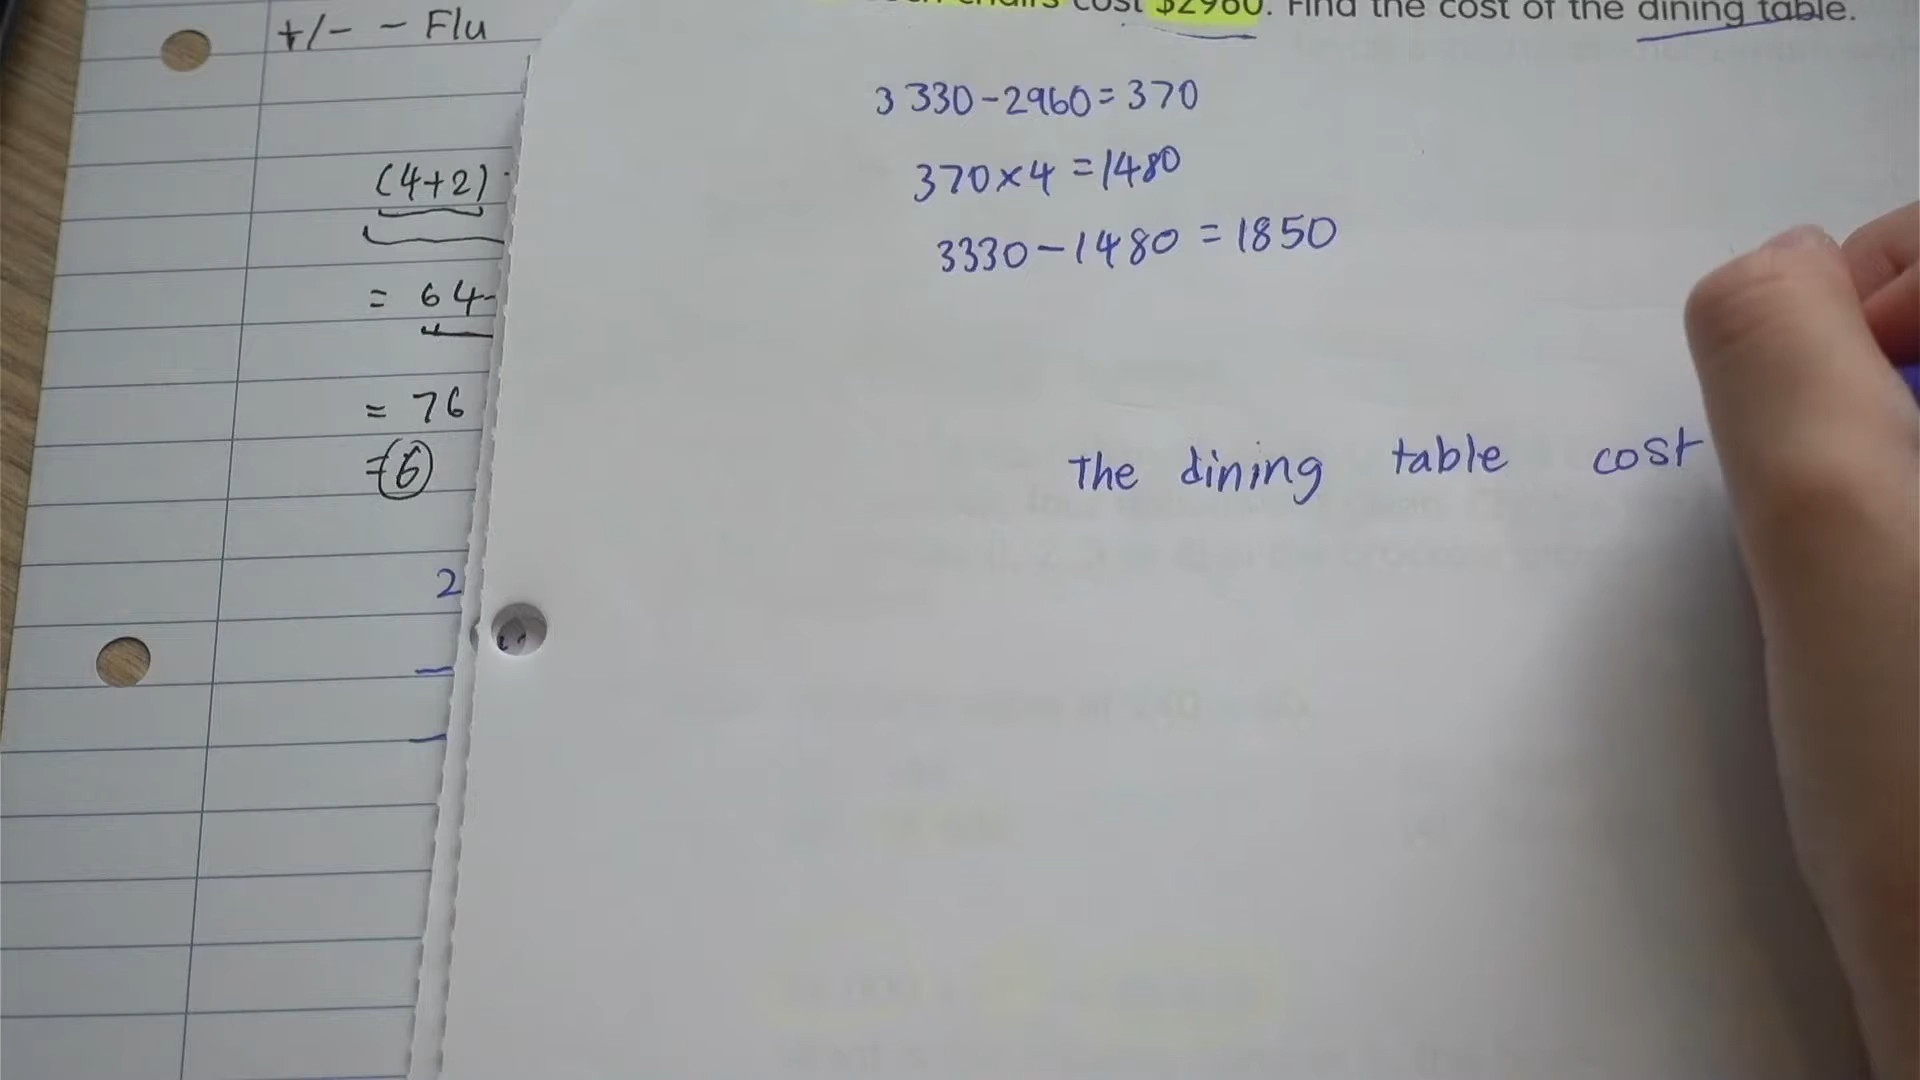 +/- - Flu
(4+2)
= 64-
= 76
= 6
2
chairs cost $2960. Find the cost of the dining table.
3330-2960=370
370×4=1480
3330-1480=1850
The dining table cost